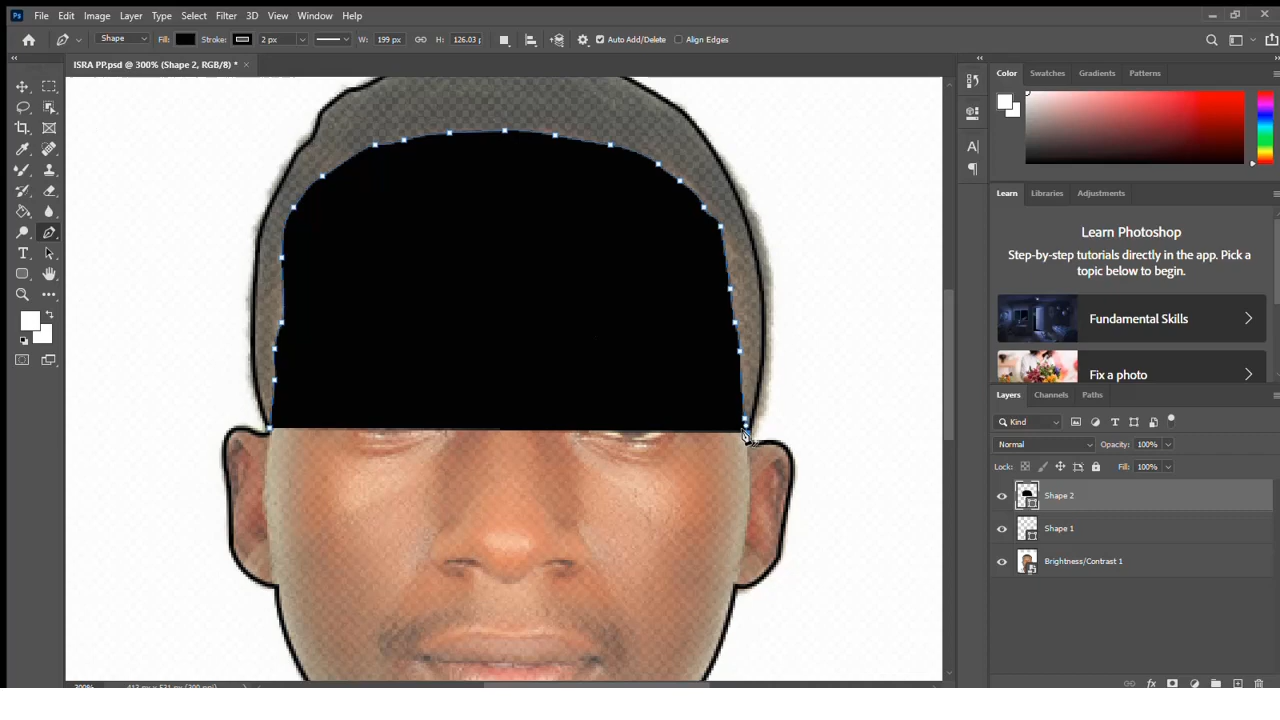 Ps File Edit Image Layer Type Select Filter 3D View Window Help
Shape Fill: Stroke: 2 px W: 199 px H: 126.03 p Auto Add/Delete Align Edges
ISRA PP.psd @ 300% (Shape 2, RGB/8) * ×
Color Swatches Gradients Patterns
Learn Libraries Adjustments
Learn Photoshop
Step-by-step tutorials directly in the app. Pick a
topic below to begin.
Fundamental Skills
Fix a photo
Layers Channels Paths
Kind
Normal Opacity: 100%
Lock: Fill: 100%
Shape 2
Shape 1
Brightness/Contrast 1